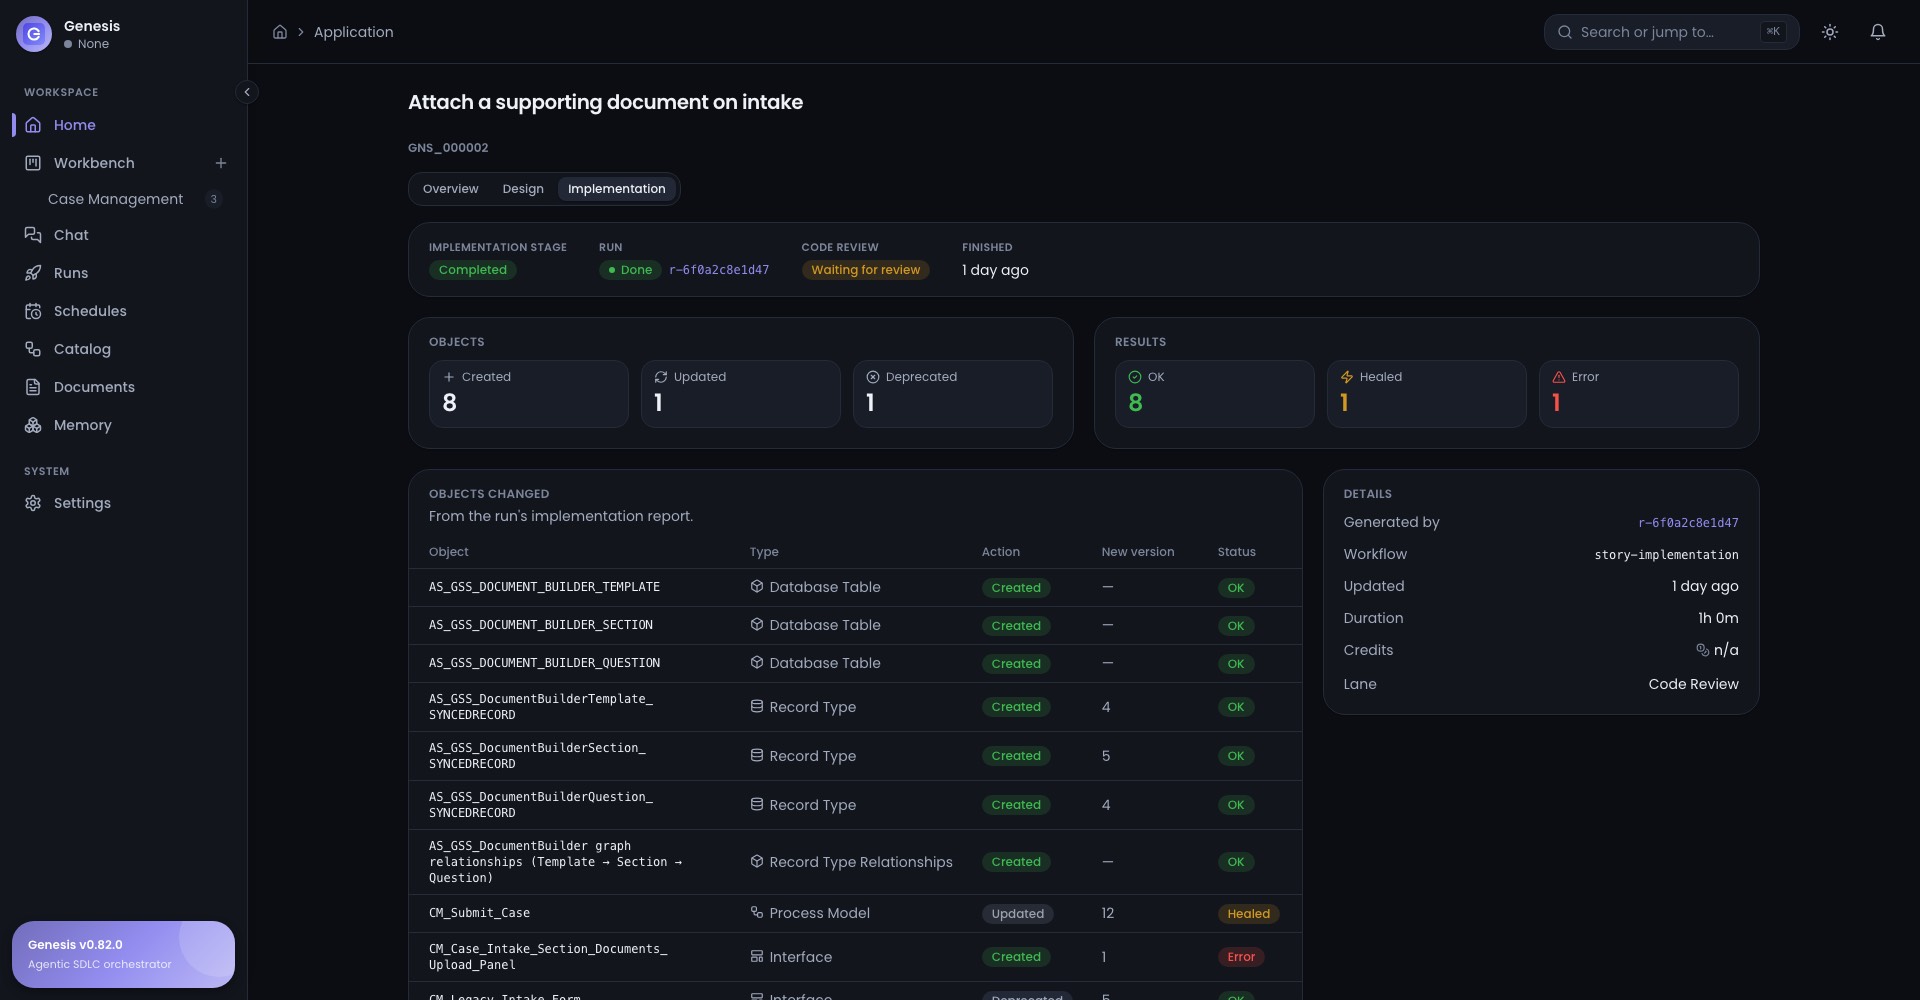 Genesis
None
WORKSPACE
Home
Workbench
Case Management 3
Chat
Runs
Schedules
Catalog
Documents
Memory
SYSTEM
Settings
Genesis v0.82.0
Agentic SDLC orchestrator
Application
Search or jump to... ⌘K
Attach a supporting document on intake
GNS_000002
Overview Design Implementation
IMPLEMENTATION STAGE RUN CODE REVIEW FINISHED
Completed Done r-6f0a2c8e1d47 Waiting for review 1 day ago
OBJECTS
Created Updated Deprecated
8 1 1
RESULTS
OK Healed Error
8 1 1
OBJECTS CHANGED
From the run's implementation report.
Object Type Action New version Status
AS_GSS_DOCUMENT_BUILDER_TEMPLATE Database Table Created — OK
AS_GSS_DOCUMENT_BUILDER_SECTION Database Table Created — OK
AS_GSS_DOCUMENT_BUILDER_QUESTION Database Table Created — OK
AS_GSS_DocumentBuilderTemplate_
SYNCEDRECORD Record Type Created 4 OK
AS_GSS_DocumentBuilderSection_
SYNCEDRECORD Record Type Created 5 OK
AS_GSS_DocumentBuilderQuestion_
SYNCEDRECORD Record Type Created 4 OK
AS_GSS_DocumentBuilder graph
relationships (Template → Section → Record Type Relationships Created — OK
Question)
CM_Submit_Case Process Model Updated 12 Healed
CM_Case_Intake_Section_Documents_
Upload_Panel Interface Created 1 Error
CM_Legacy_Intake_Form Interface Deprecated 5 OK
DETAILS
Generated by r-6f0a2c8e1d47
Workflow story-implementation
Updated 1 day ago
Duration 1h 0m
Credits n/a
Lane Code Review